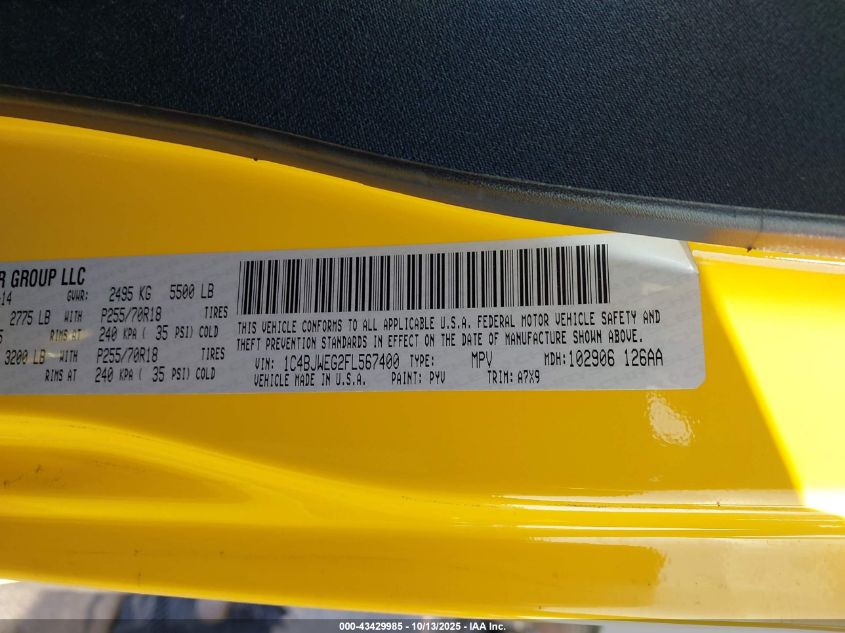 R GROUP LLC
-14 GVWR: 2495 KG 5500 LB
2775 LB WITH P255/70R18 TIRES
RIMS AT 240 KPA ( 35 PSI) COLD
3200 LB WITH P255/70R18 TIRES
RIMS AT 240 KPA ( 35 PSI) COLD
THIS VEHICLE CONFORMS TO ALL APPLICABLE U.S.A. FEDERAL MOTOR VEHICLE SAFETY AND
THEFT PREVENTION STANDARDS IN EFFECT ON THE DATE OF MANUFACTURE SHOWN ABOVE.
VIN: 1C4BJWEG2FL567400 TYPE: MPV MDH: 102906 126AA
VEHICLE MADE IN U.S.A. PAINT: PYV TRIM: A7X9
000-43429985 - 10/13/2025 - IAA, Inc.